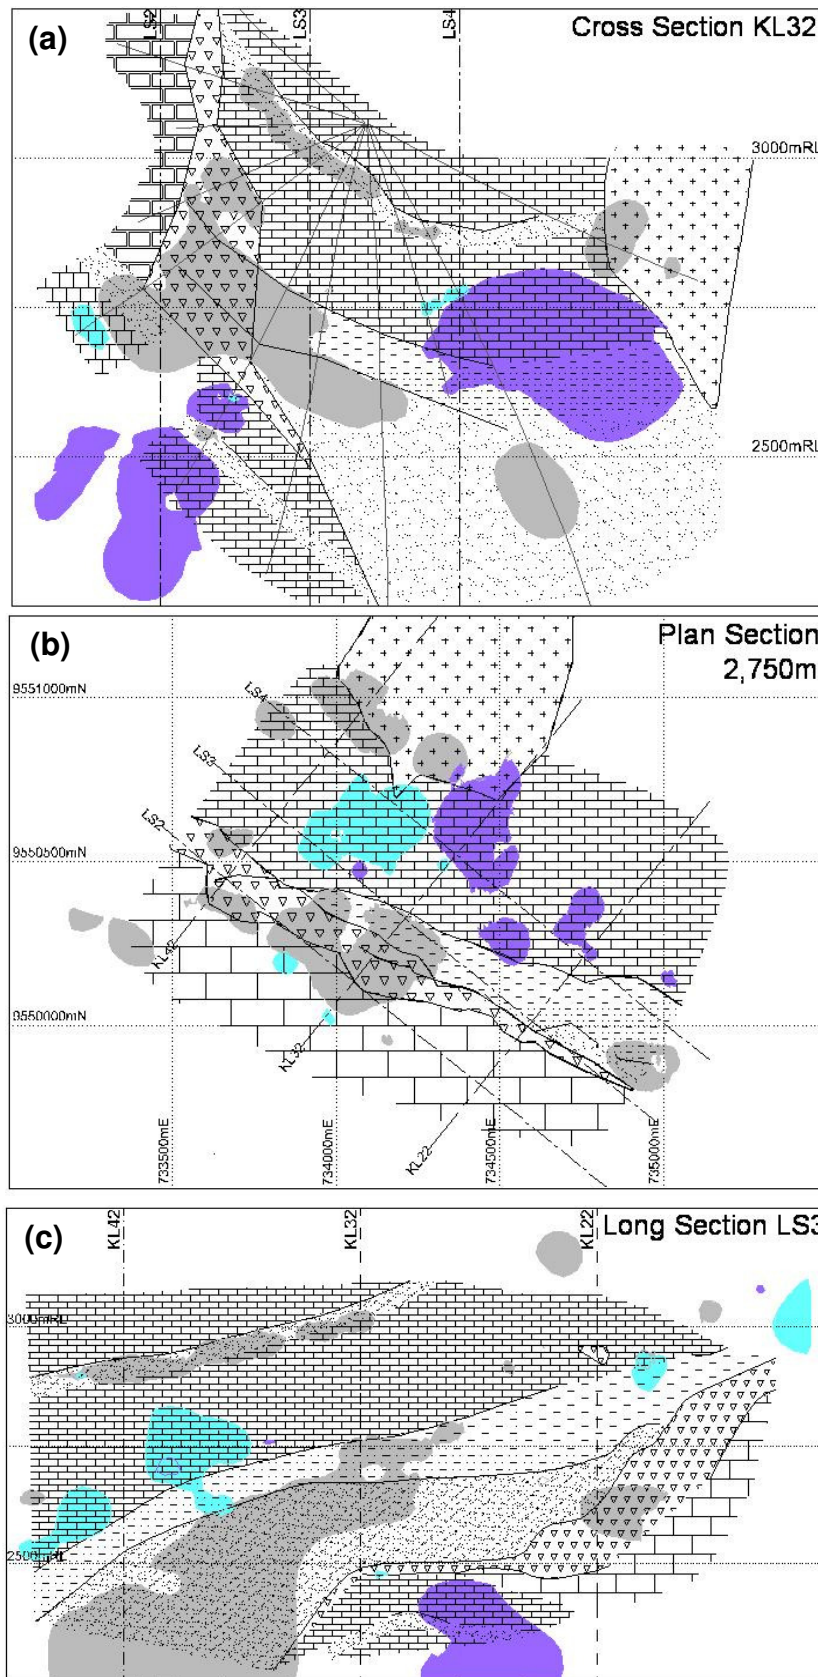 (a)
LS2
LS3
LS4
Cross Section KL32
3000mRL
2500mRL
(b)
Plan Section
2,750m
9551000mN
LS4
LS3
LS2
9550500mN
KL42
9550000mN
KL32
KL22
733500mE
734000mE
734500mE
735000mE
(c)
KL42
KL32
KL22
Long Section LS3
3000mRL
2500mRL